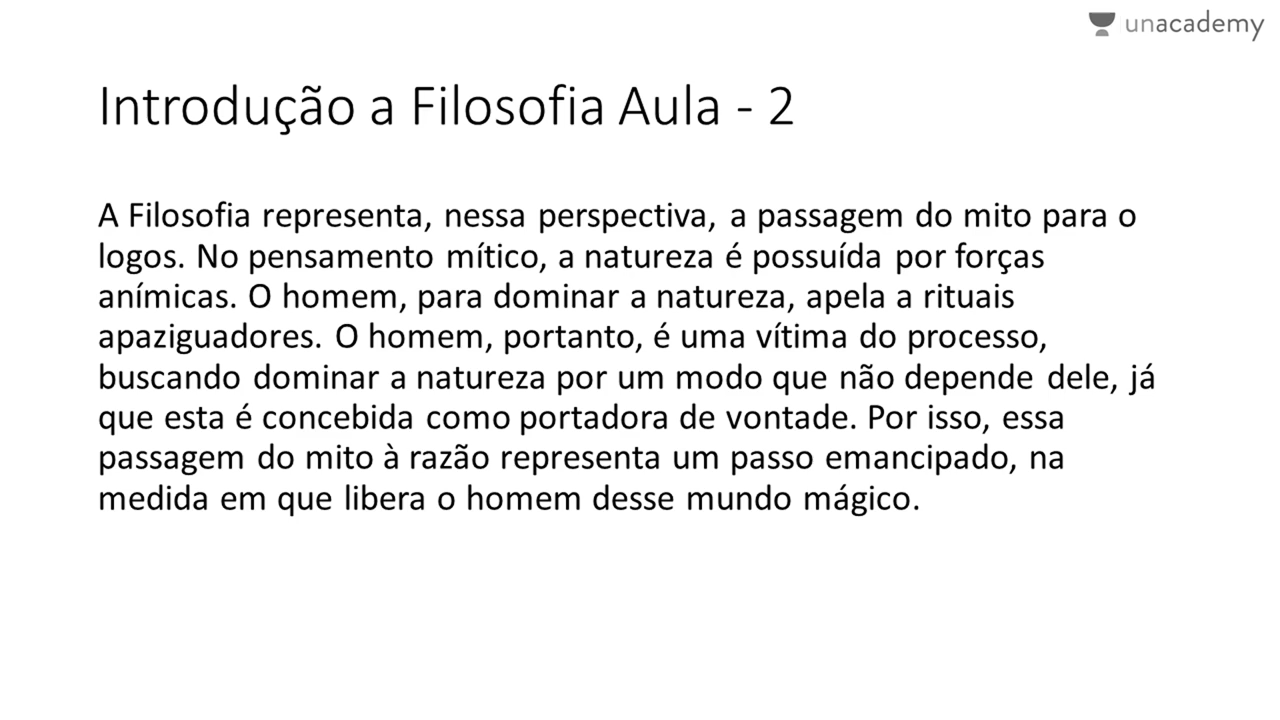 unacademy
Introdução a Filosofia Aula - 2
A Filosofia representa, nessa perspectiva, a passagem do mito para o
logos. No pensamento mítico, a natureza é possuída por forças
anímicas. O homem, para dominar a natureza, apela a rituais
apaziguadores. O homem, portanto, é uma vítima do processo,
buscando dominar a natureza por um modo que não depende dele, já
que esta é concebida como portadora de vontade. Por isso, essa
passagem do mito à razão representa um passo emancipado, na
medida em que libera o homem desse mundo mágico.